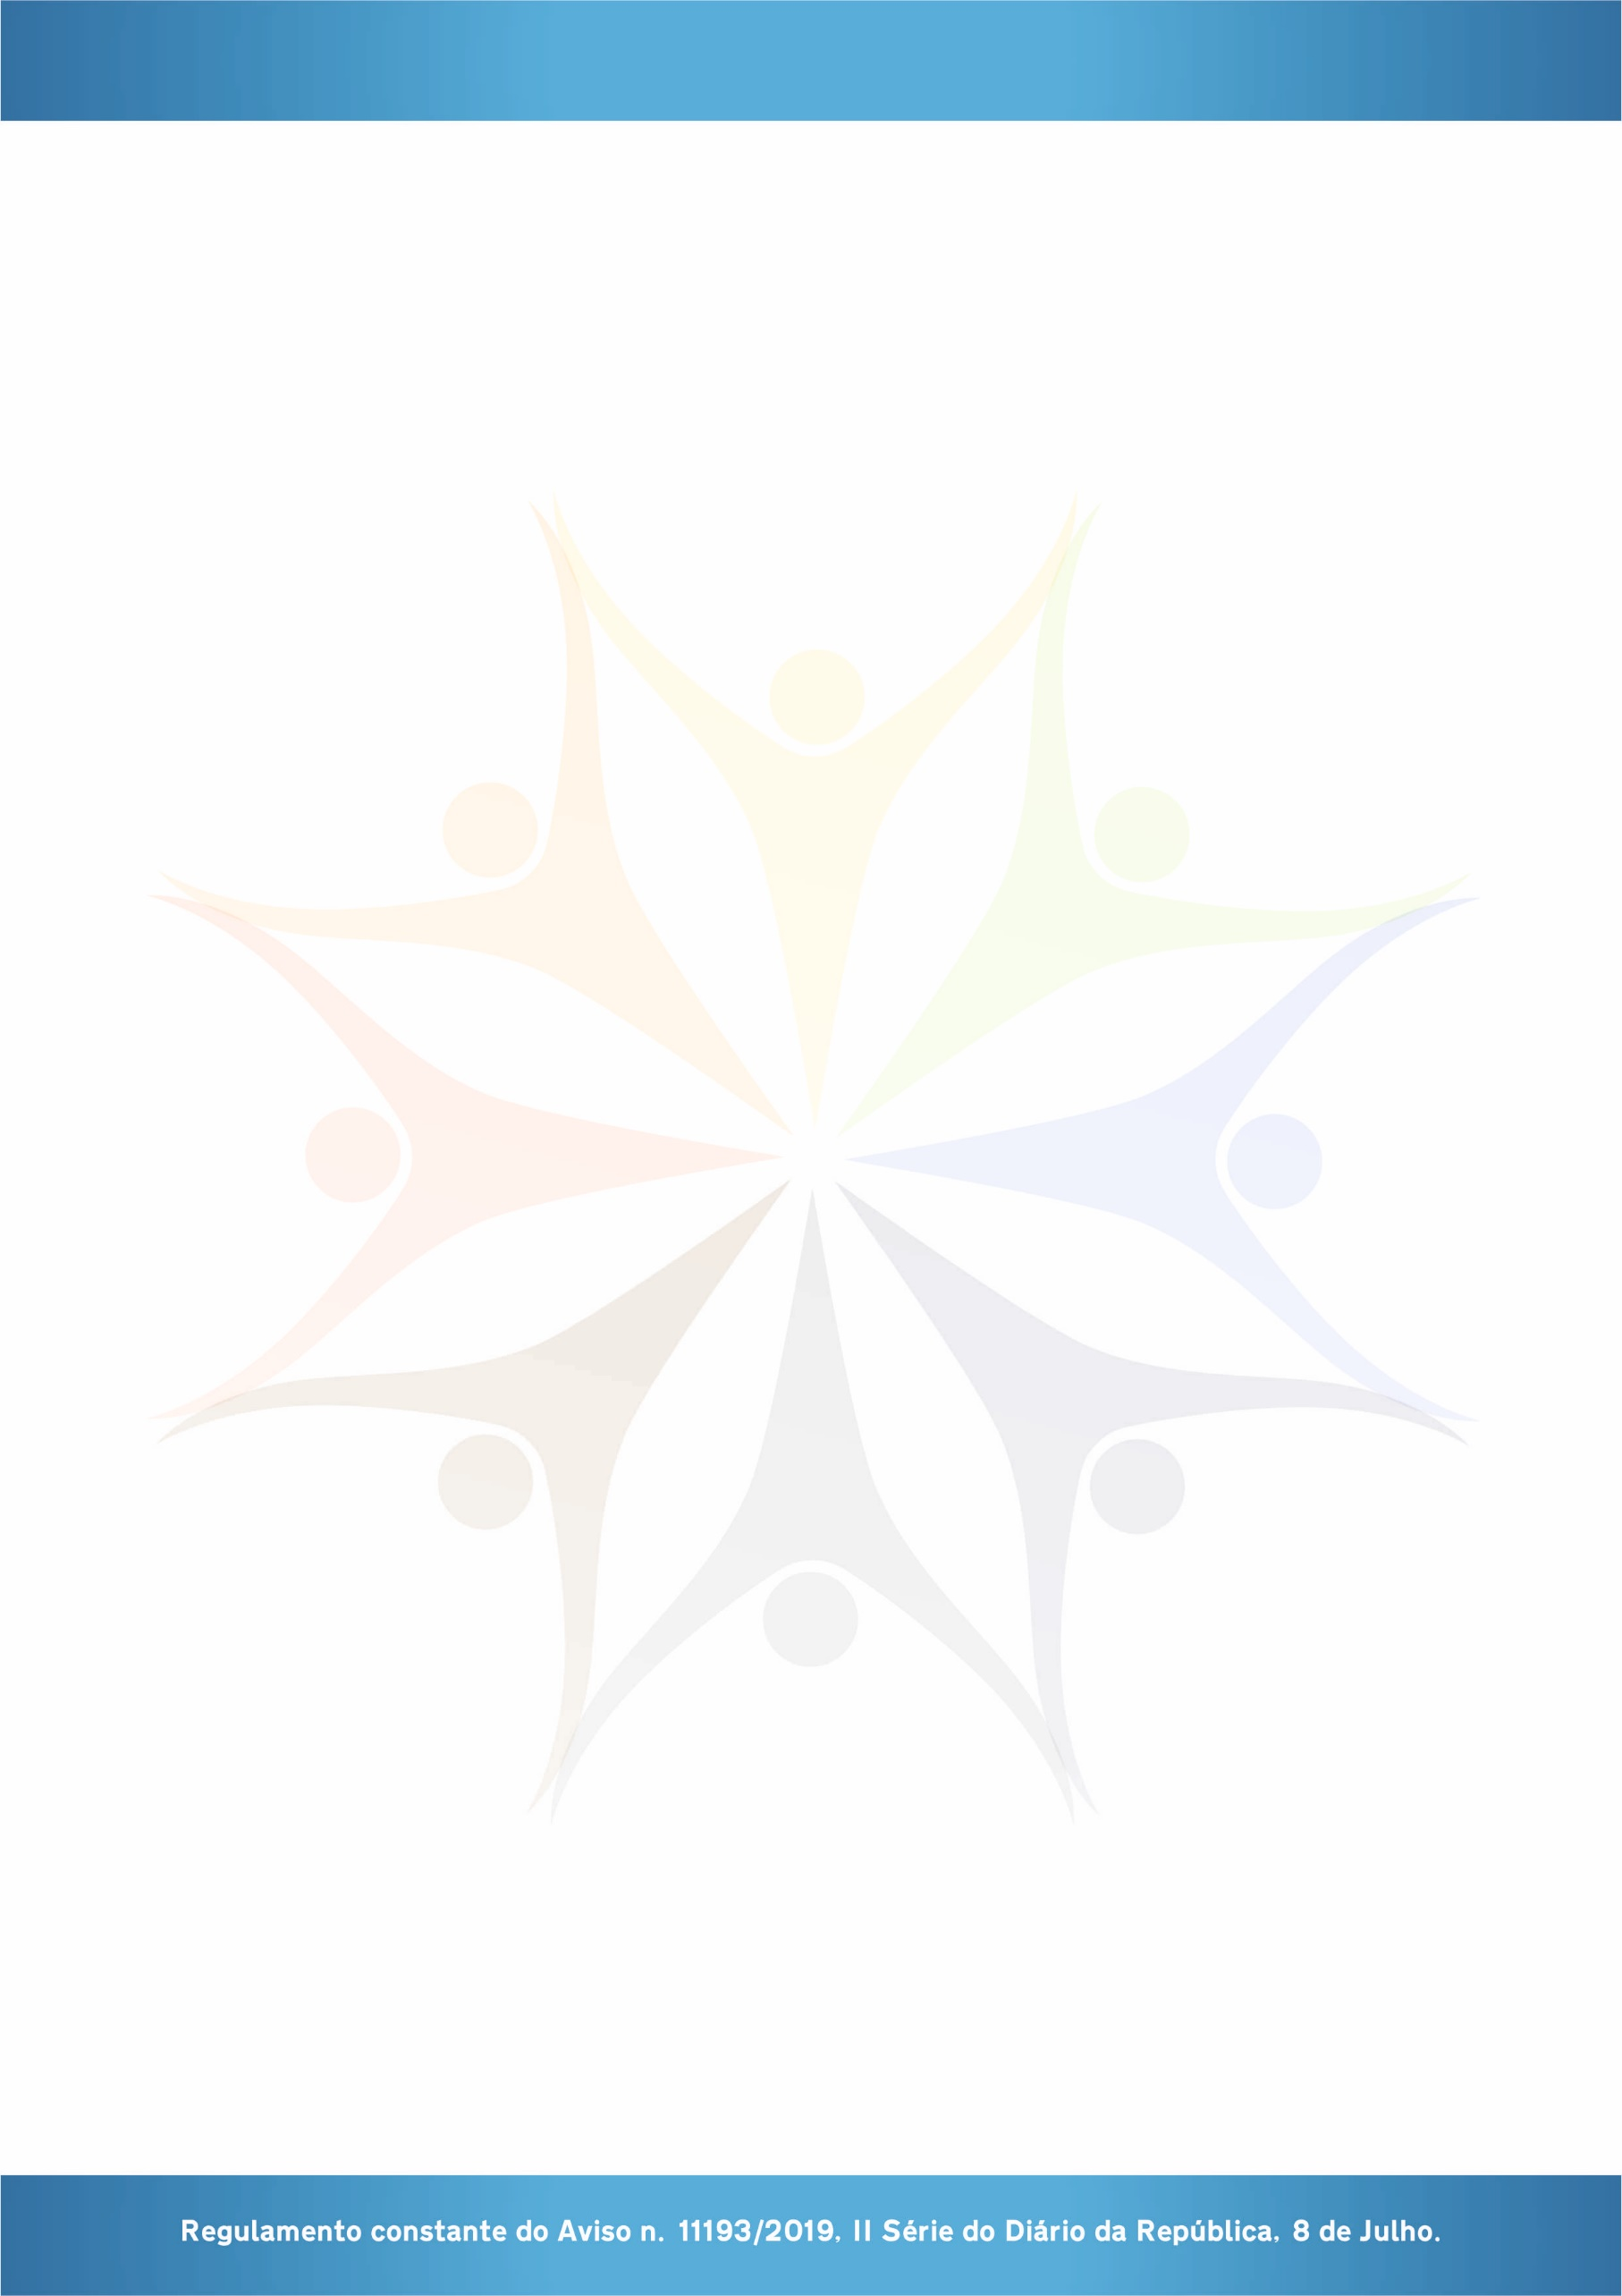 Regulamento constante do Aviso n. 11193/2019, II Série do Diário da República, 8 de Julho.